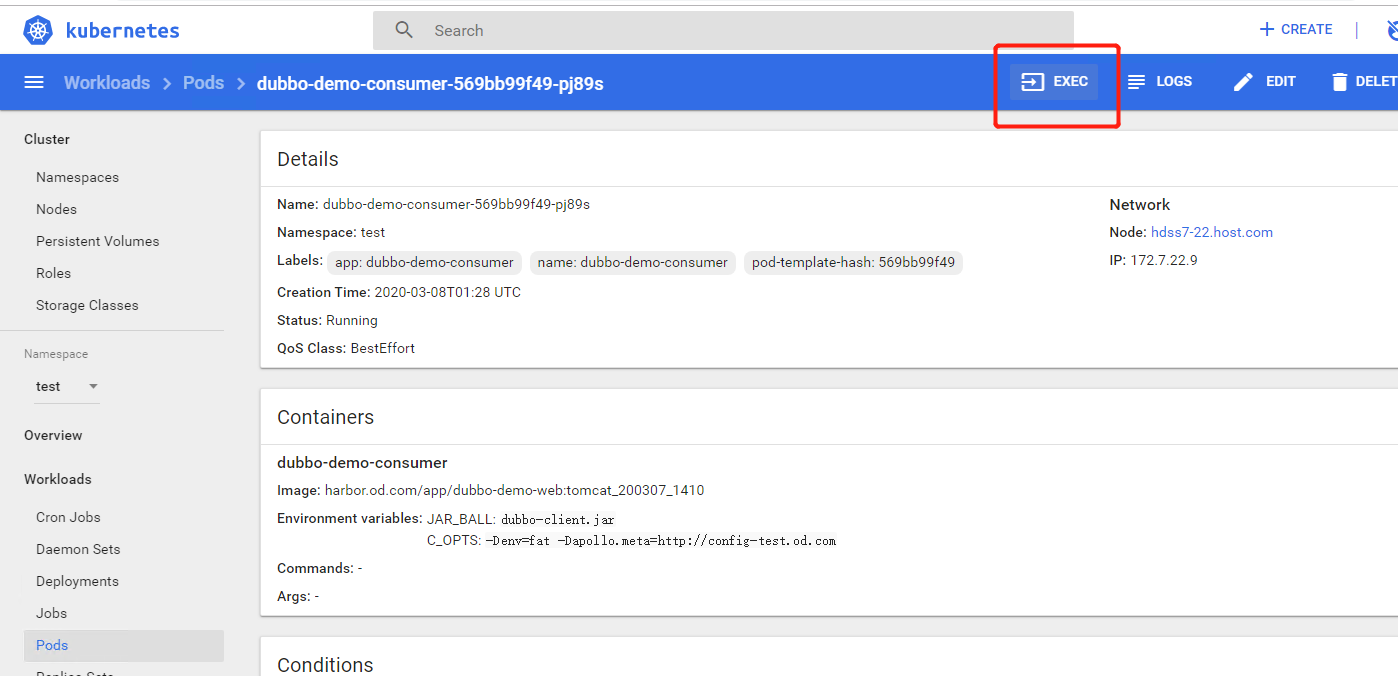 kubernetes
Search
CREATE
Workloads
Pods
dubbo-demo-consumer-569bb99f49-pj89s
EXEC
LOGS
EDIT
DELET
Cluster
Namespaces
Nodes
Persistent Volumes
Roles
Storage Classes
Namespace
test
Overview
Workloads
Cron Jobs
Daemon Sets
Deployments
Jobs
Pods
Replica Sets
Details
Name: dubbo-demo-consumer-569bb99f49-pj89s
Namespace: test
Labels: app: dubbo-demo-consumer name: dubbo-demo-consumer pod-template-hash: 569bb99f49
Creation Time: 2020-03-08T01:28 UTC
Status: Running
QoS Class: BestEffort
Network
Node: hdss7-22.host.com
IP: 172.7.22.9
Containers
dubbo-demo-consumer
Image: harbor.od.com/app/dubbo-demo-web:tomcat_200307_1410
Environment variables: JAR_BALL: dubbo-client.jar
C_OPTS: -Denv=fat -Dapollo.meta=http://config-test.od.com
Commands: -
Args: -
Conditions